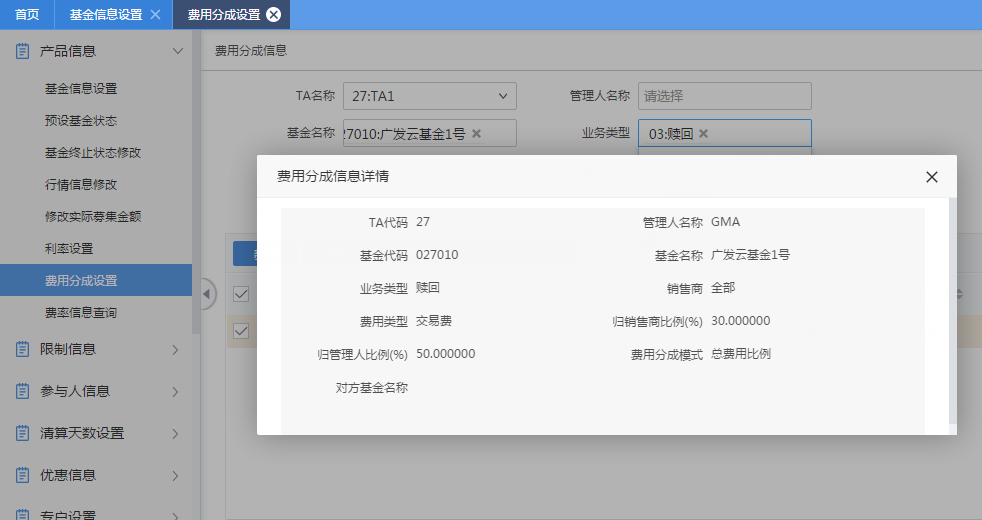 首页 基金信息设置 费用分成设置
产品信息
基金信息设置
预设基金状态
基金终止状态修改
行情信息修改
修改实际募集金额
利率设置
费用分成设置
费率信息查询
限制信息
参与人信息
清算天数设置
优惠信息
专户设置
费用分成信息
TA名称 27:TA1 管理人名称 请选择
基金名称 27010:广发云基金1号 业务类型 03:赎回
费用分成信息详情
TA代码 27 管理人名称 GMA
基金代码 027010 基金名称 广发云基金1号
业务类型 赎回 销售商 全部
费用类型 交易费 归销售商比例(%) 30.000000
归管理人比例(%) 50.000000 费用分成模式 总费用比例
对方基金名称